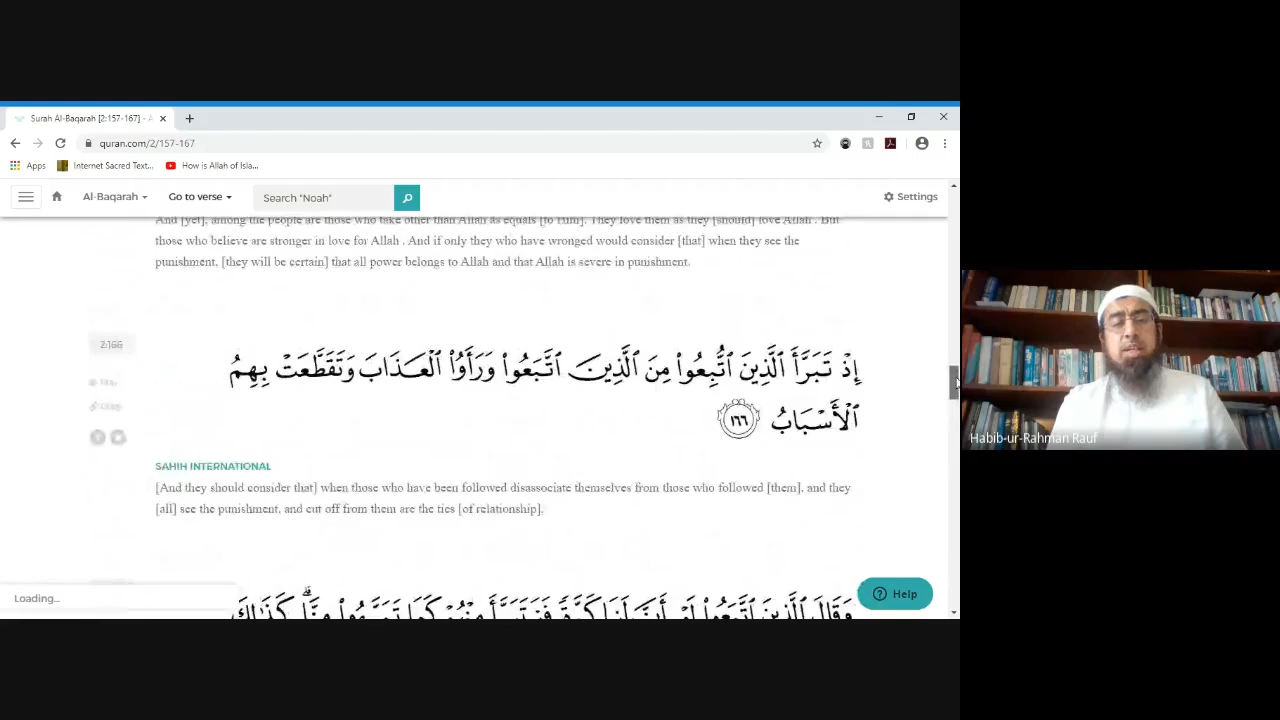 Surah Al-Baqarah [2:157-167] - A
quran.com/2/157-167
Apps
Internet Sacred Text...
How is Allah of Isla...
Al-Baqarah
Go to verse
Search "Noah"
Settings
And [yet], among the people are those who take other than Allah as equals [to Him]. They love them as they [should] love Allah . But
those who believe are stronger in love for Allah . And if only they who have wronged would consider [that] when they see the
punishment, [they will be certain] that all power belongs to Allah and that Allah is severe in punishment.
2:166
إِذْ تَبَرَّأَ ٱلَّذِينَ ٱتُّبِعُوا۟ مِنَ ٱلَّذِينَ ٱتَّبَعُوا۟ وَرَأَوُا۟ ٱلْعَذَابَ وَتَقَطَّعَتْ بِهِمُ
ٱلْأَسْبَابُ ١٦٦
SAHIH INTERNATIONAL
[And they should consider that] when those who have been followed disassociate themselves from those who followed [them], and they
[all] see the punishment, and cut off from them are the ties [of relationship].
وَقَالَ ٱلَّذِينَ ٱتَّبَعُوا۟ لَوْ أَنَّ لَنَا كَرَّةً فَنَتَبَرَّأَ مِنْهُمْ كَمَا تَبَرَّءُوا۟ مِنَّا ۗ كَذَٰلِكَ
Loading...
Help
Habib-ur-Rahman Rauf